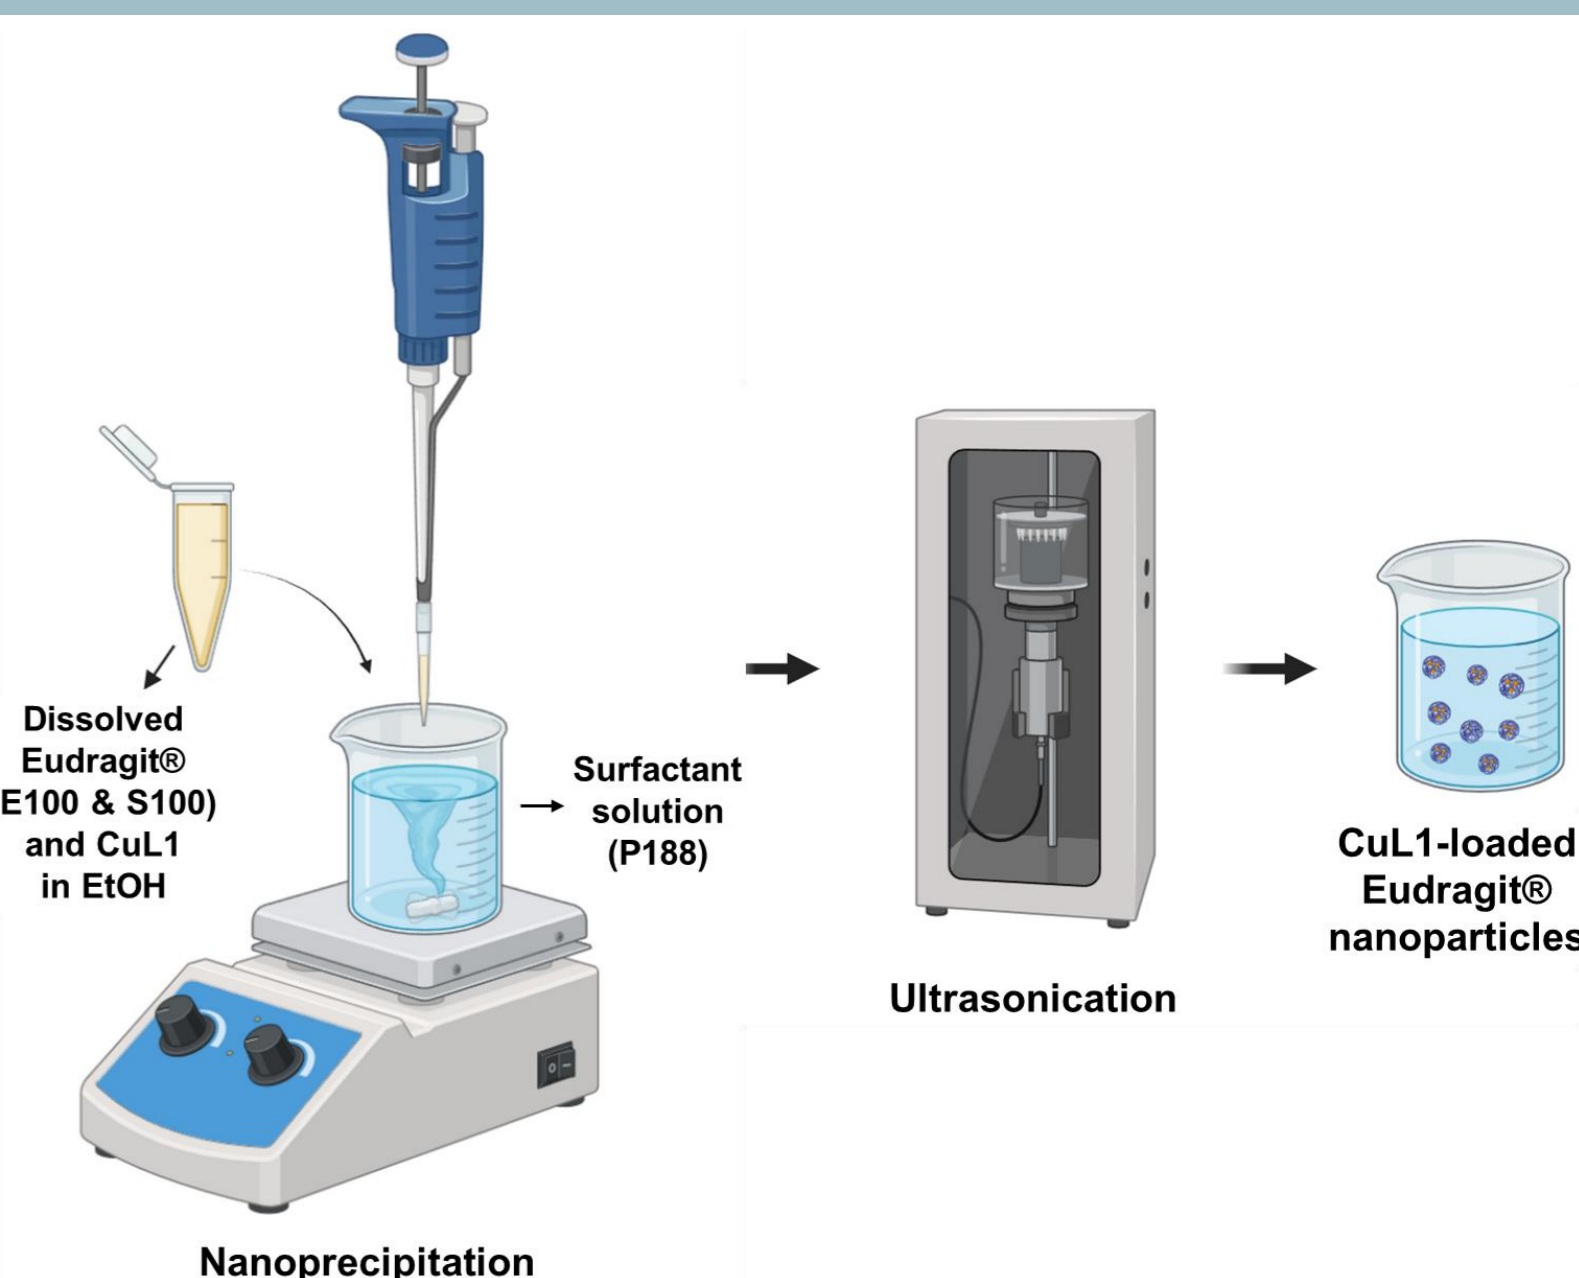 Dissolved
Eudragit®
E100 & S100)
and CuL1
in EtOH
Surfactant
solution
(P188)
Nanoprecipitation
Ultrasonication
CuL1-loaded
Eudragit®
nanoparticles